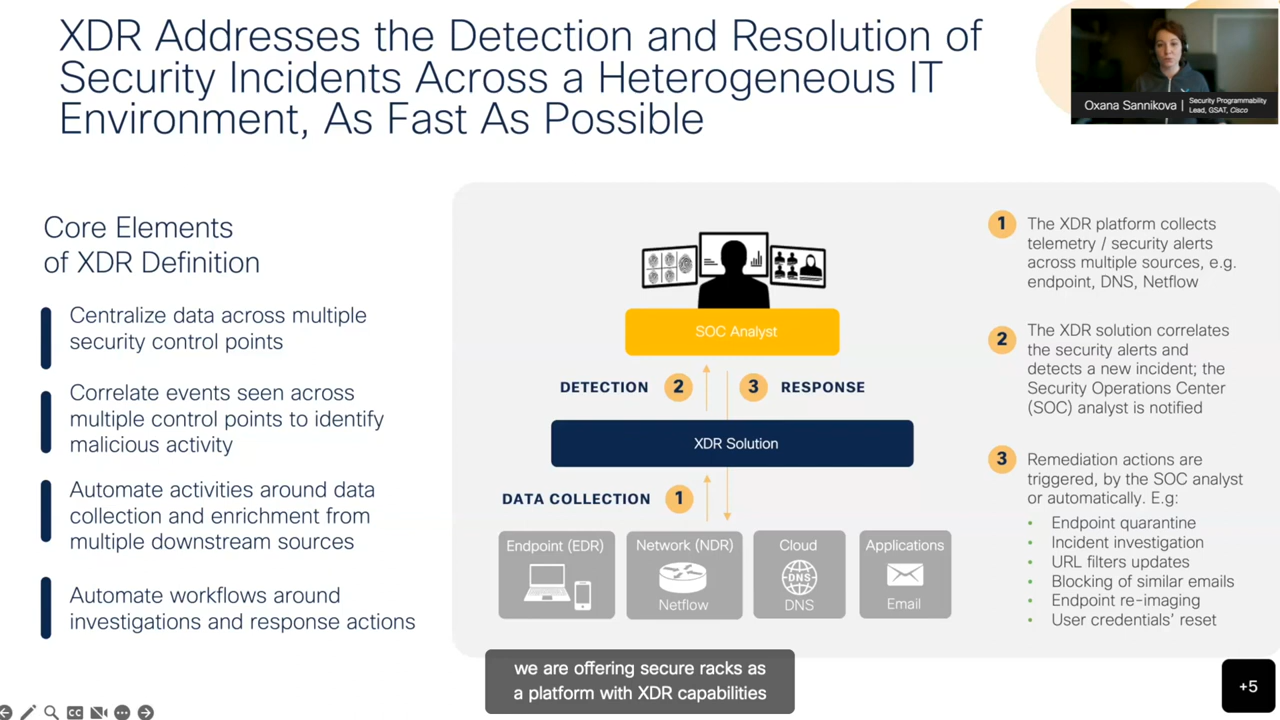 XDR Addresses the Detection and Resolution of
Security Incidents Across a Heterogeneous IT
Environment, As Fast As Possible
Oxana Sannikova | Security Programmability
Lead, GSAT, Cisco
Core Elements
of XDR Definition
Centralize data across multiple
security control points
Correlate events seen across
multiple control points to identify
malicious activity
Automate activities around data
collection and enrichment from
multiple downstream sources
Automate workflows around
investigations and response actions
SOC Analyst
DETECTION 2 3 RESPONSE
XDR Solution
DATA COLLECTION 1
Endpoint (EDR)
Network (NDR)
Netflow
Cloud
DNS
DNS
Applications
Email
1 The XDR platform collects
telemetry / security alerts
across multiple sources, e.g.
endpoint, DNS, Netflow
2 The XDR solution correlates
the security alerts and
detects a new incident; the
Security Operations Center
(SOC) analyst is notified
3 Remediation actions are
triggered, by the SOC analyst
or automatically. E.g:
• Endpoint quarantine
• Incident investigation
• URL filters updates
• Blocking of similar emails
• Endpoint re-imaging
• User credentials' reset
we are offering secure racks as
a platform with XDR capabilities
+5
CC